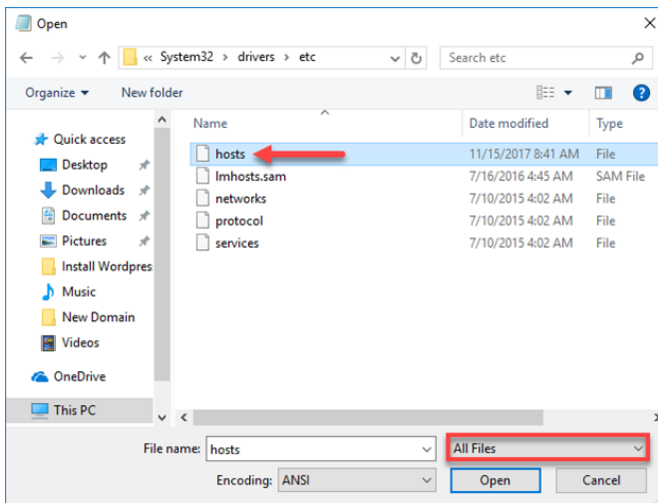 Open
« System32 › drivers › etc
Search etc
Organize
New folder
Name
Date modified
Type
Quick access
Desktop
Downloads
Documents
Pictures
Install Wordpres
Music
New Domain
Videos
OneDrive
This PC
hosts 11/15/2017 8:41 AM File
lmhosts.sam 7/16/2016 4:45 AM SAM File
networks 7/10/2015 4:02 AM File
protocol 7/10/2015 4:02 AM File
services 7/10/2015 4:02 AM File
File name: hosts
All Files
Encoding: ANSI
Open
Cancel